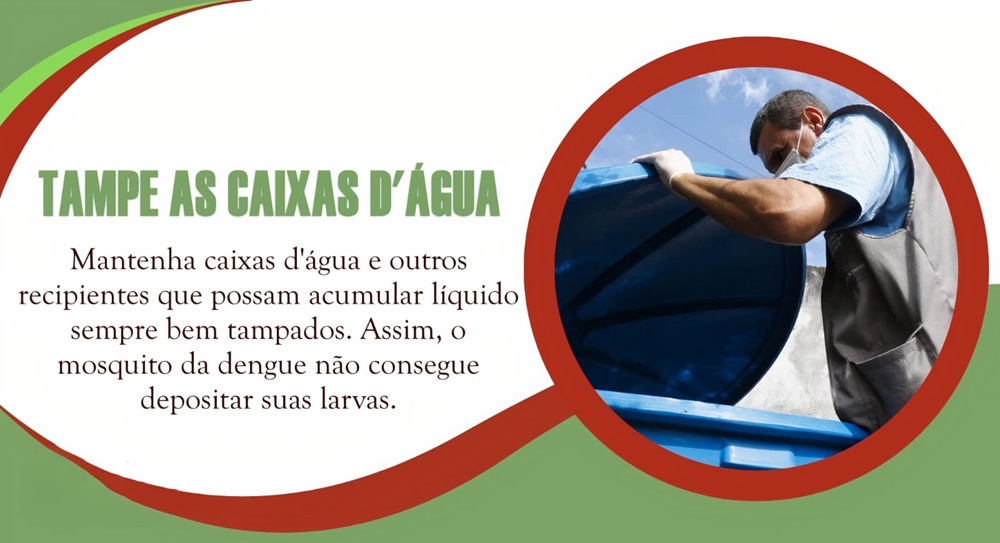 TAMPE AS CAIXAS D'ÁGUA
Mantenha caixas d'água e outros
recipientes que possam acumular líquido
sempre bem tampados. Assim, o
mosquito da dengue não consegue
depositar suas larvas.